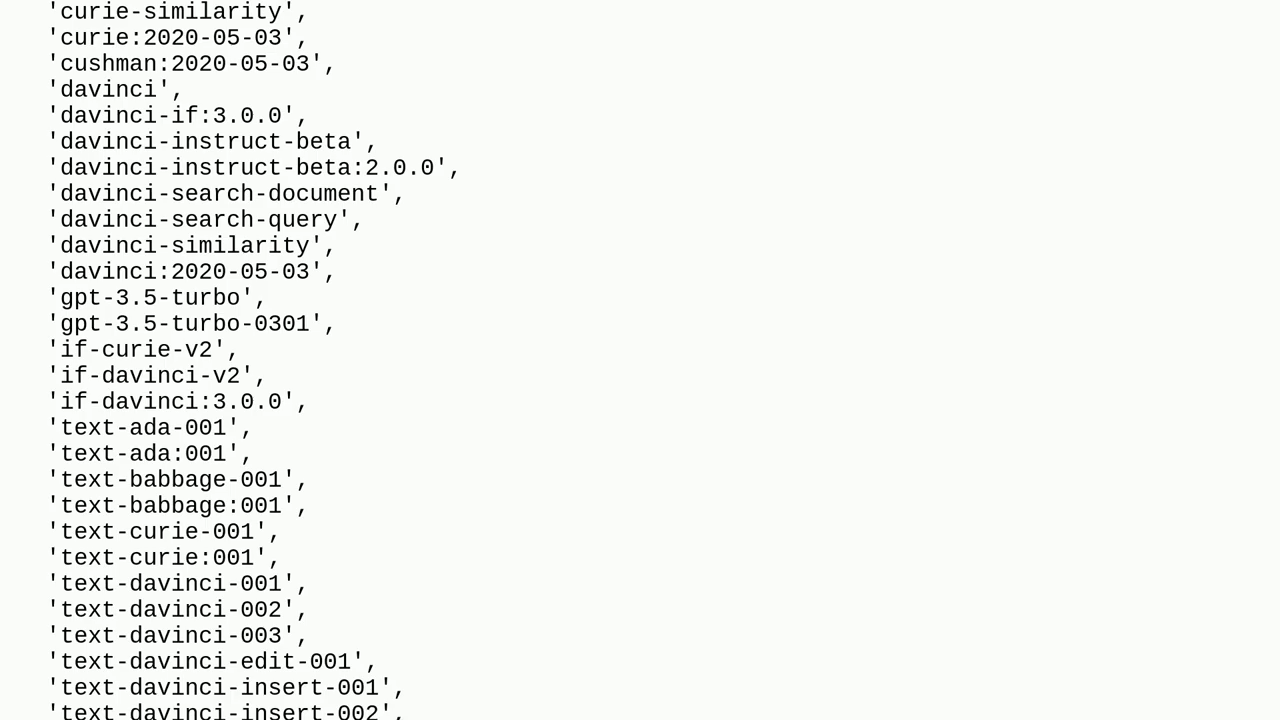 'curie-similarity',
'curie:2020-05-03',
'cushman:2020-05-03',
'davinci',
'davinci-if:3.0.0',
'davinci-instruct-beta',
'davinci-instruct-beta:2.0.0',
'davinci-search-document',
'davinci-search-query',
'davinci-similarity',
'davinci:2020-05-03',
'gpt-3.5-turbo',
'gpt-3.5-turbo-0301',
'if-curie-v2',
'if-davinci-v2',
'if-davinci:3.0.0',
'text-ada-001',
'text-ada:001',
'text-babbage-001',
'text-babbage:001',
'text-curie-001',
'text-curie:001',
'text-davinci-001',
'text-davinci-002',
'text-davinci-003',
'text-davinci-edit-001',
'text-davinci-insert-001',
'text-davinci-insert-002',